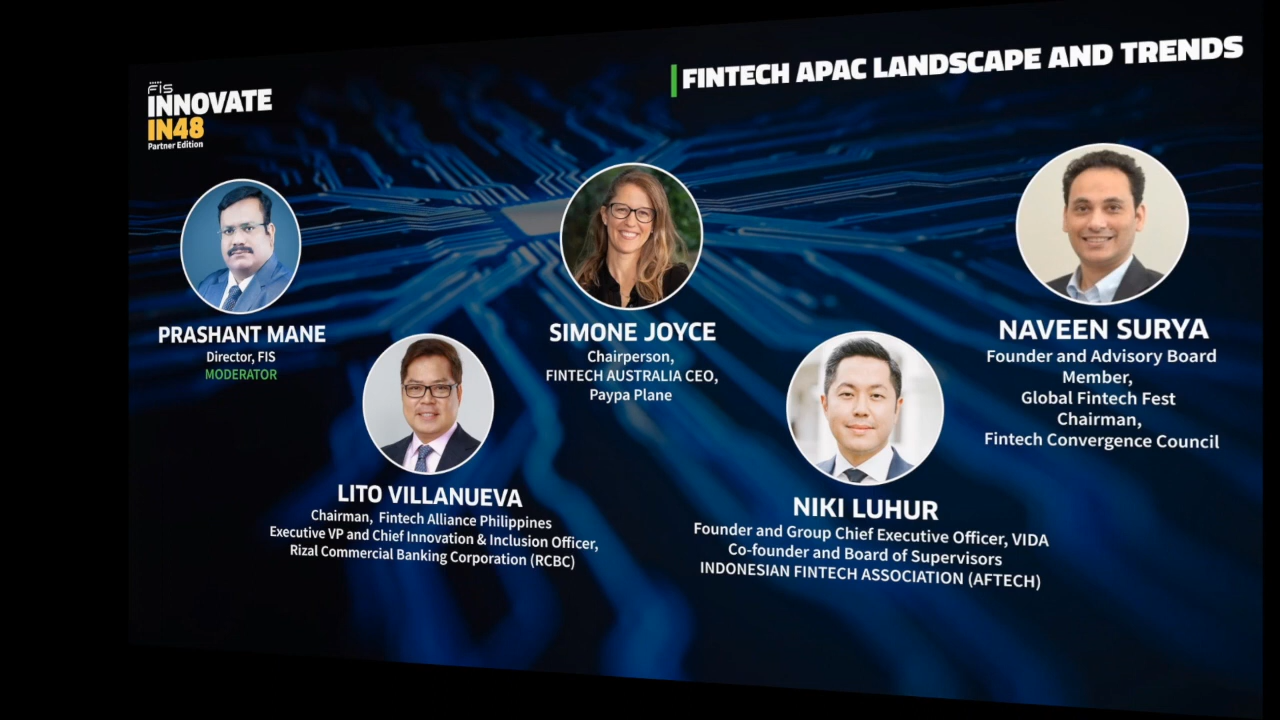 FIS
INNOVATE
IN48
Partner Edition
FINTECH APAC LANDSCAPE AND TRENDS
PRASHANT MANE
Director, FIS
MODERATOR
LITO VILLANUEVA
Chairman, Fintech Alliance Philippines
Executive VP and Chief Innovation & Inclusion Officer,
Rizal Commercial Banking Corporation (RCBC)
SIMONE JOYCE
Chairperson,
FINTECH AUSTRALIA CEO,
Paypa Plane
NIKI LUHUR
Founder and Group Chief Executive Officer, VIDA
Co-founder and Board of Supervisors
INDONESIAN FINTECH ASSOCIATION (AFTECH)
NAVEEN SURYA
Founder and Advisory Board
Member,
Global Fintech Fest
Chairman,
Fintech Convergence Council